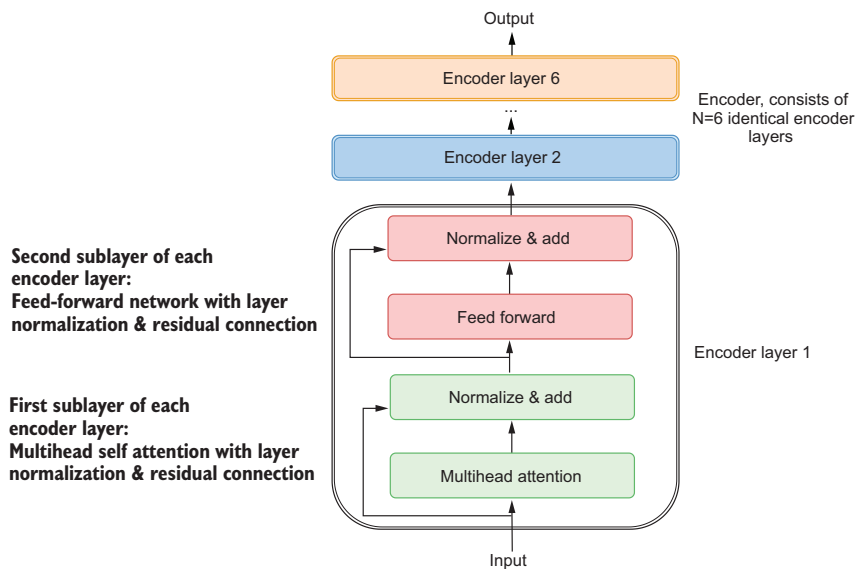 Output
Encoder layer 6
...
Encoder, consists of
N=6 identical encoder
layers
Encoder layer 2
Normalize & add
Second sublayer of each
encoder layer:
Feed-forward network with layer
normalization & residual connection
Feed forward
Encoder layer 1
Normalize & add
First sublayer of each
encoder layer:
Multihead self attention with layer
normalization & residual connection
Multihead attention
Input